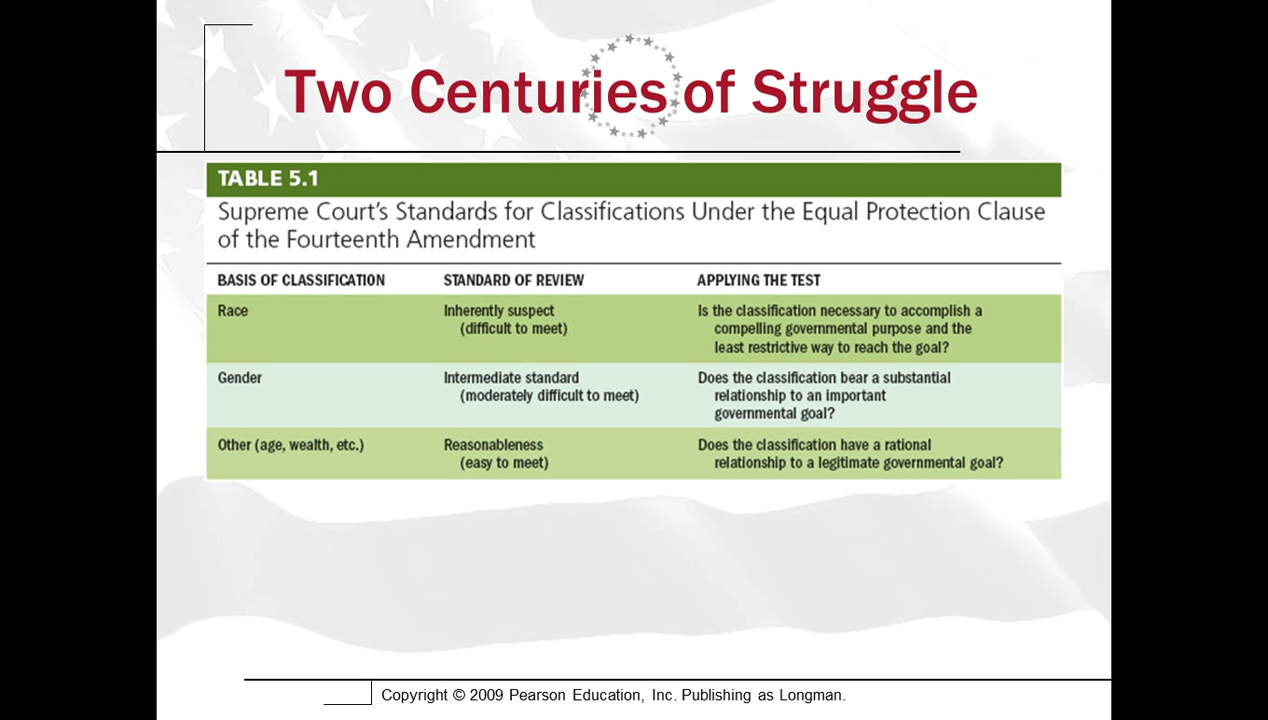 Two Centuries of Struggle
TABLE 5.1
Supreme Court's Standards for Classifications Under the Equal Protection Clause
of the Fourteenth Amendment
BASIS OF CLASSIFICATION STANDARD OF REVIEW APPLYING THE TEST
Race Inherently suspect Is the classification necessary to accomplish a
(difficult to meet) compelling governmental purpose and the
least restrictive way to reach the goal?
Gender Intermediate standard Does the classification bear a substantial
(moderately difficult to meet) relationship to an important
governmental goal?
Other (age, wealth, etc.) Reasonableness Does the classification have a rational
(easy to meet) relationship to a legitimate governmental goal?
Copyright © 2009 Pearson Education, Inc. Publishing as Longman.